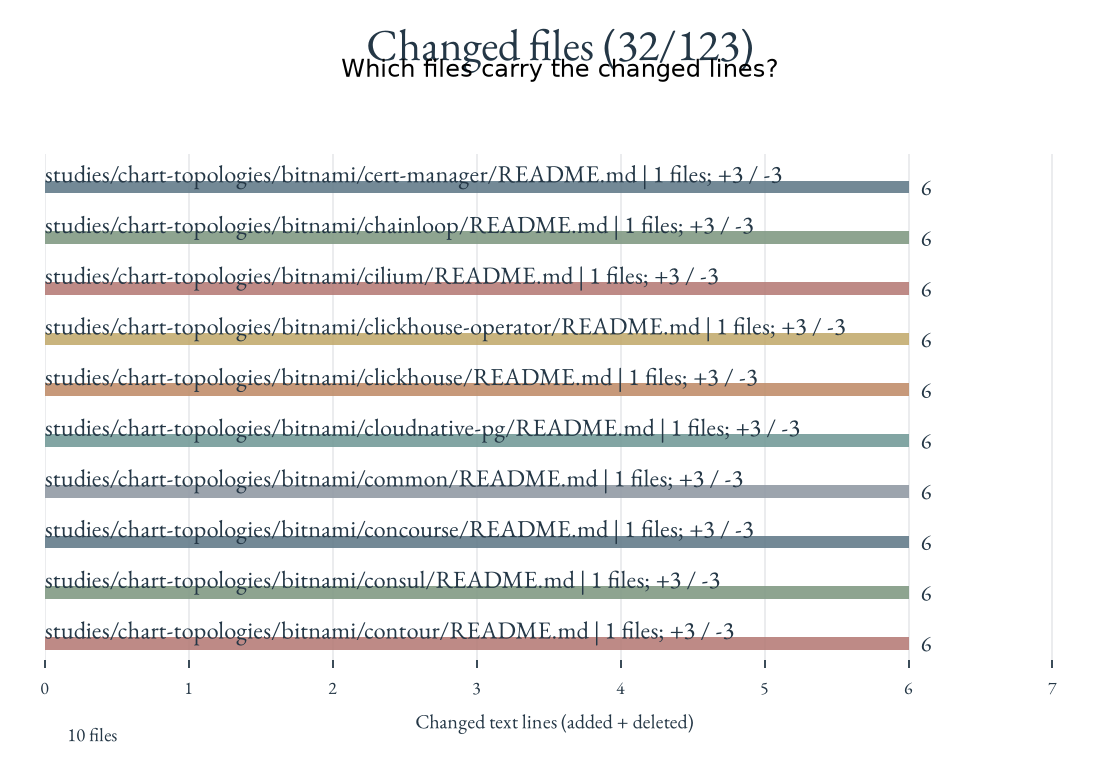 Changed files (32/123)
Which files carry the changed lines?
studies/chart-topologies/bitnami/cert-manager/README.md | 1 files; +3 / -3
6
studies/chart-topologies/bitnami/chainloop/README.md | 1 files; +3 / -3
6
studies/chart-topologies/bitnami/cilium/README.md | 1 files; +3 / -3
6
studies/chart-topologies/bitnami/clickhouse-operator/README.md | 1 files; +3 / -3
6
studies/chart-topologies/bitnami/clickhouse/README.md | 1 files; +3 / -3
6
studies/chart-topologies/bitnami/cloudnative-pg/README.md | 1 files; +3 / -3
6
studies/chart-topologies/bitnami/common/README.md | 1 files; +3 / -3
6
studies/chart-topologies/bitnami/concourse/README.md | 1 files; +3 / -3
6
studies/chart-topologies/bitnami/consul/README.md | 1 files; +3 / -3
6
studies/chart-topologies/bitnami/contour/README.md | 1 files; +3 / -3
6
0 1 2 3 4 5 6 7
Changed text lines (added + deleted)
10 files